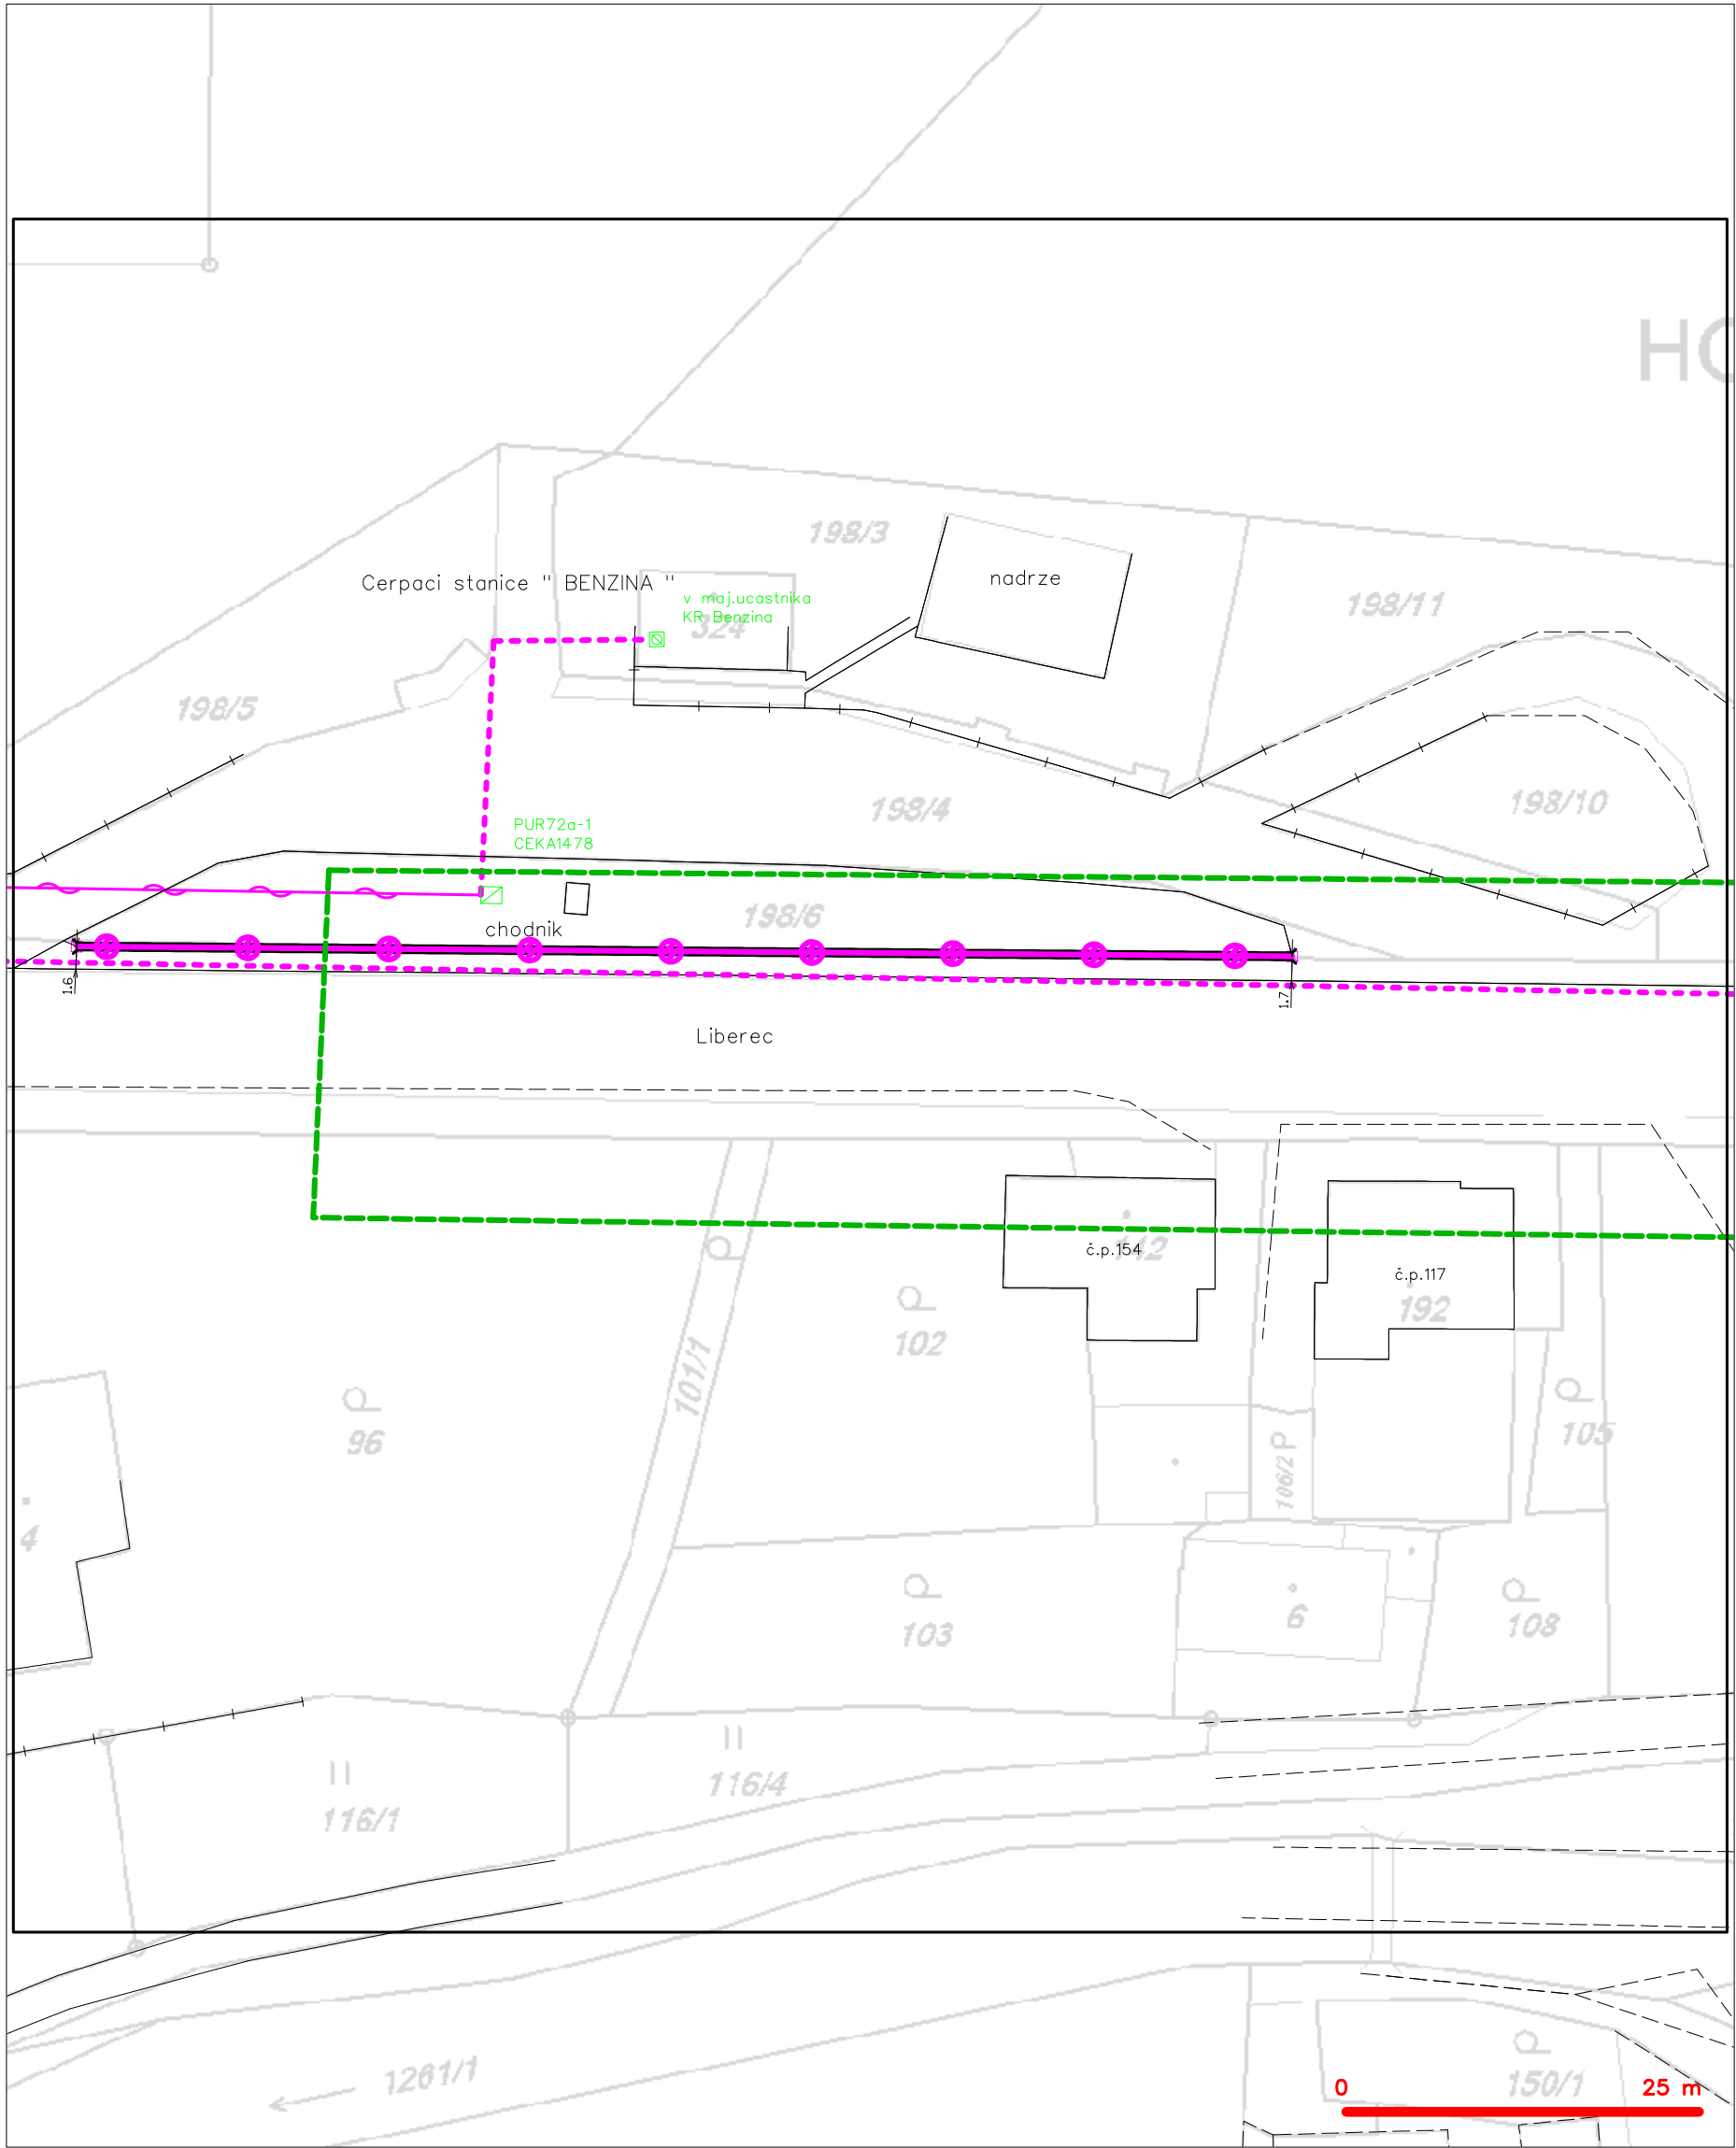 HO
198/3
Cerpaci stanice " BENZINA "
nadrze
v maj.ucastnika
KR Benzina
324
198/11
198/5
198/4
198/10
PUR72a-1
CEKA1478
198/6
chodnik
1.6
1.7
Liberec
č.p.154
č.p.117
192
102
101/1
96
105
106/2
4
103
6
108
116/4
116/1
1261/1
150/1
0
25 m